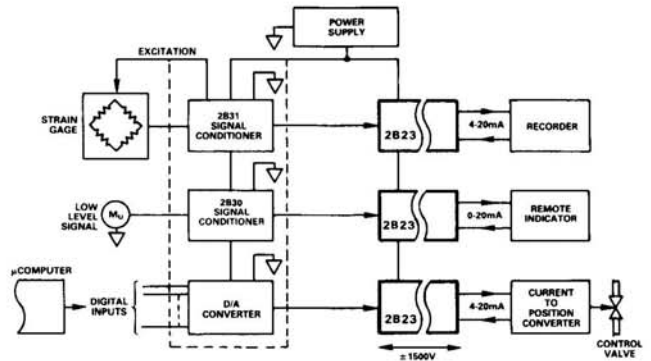 POWER
SUPPLY
EXCITATION
STRAIN
GAGE
2B31
SIGNAL
CONDITIONER
2B23
4-20mA
RECORDER
LOW
LEVEL
SIGNAL
2B30
SIGNAL
CONDITIONER
2B23
0-20mA
REMOTE
INDICATOR
μCOMPUTER
DIGITAL
INPUTS
D/A
CONVERTER
2B23
4-20mA
CURRENT
TO
POSITION
CONVERTER
CONTROL
VALVE
± 1500V